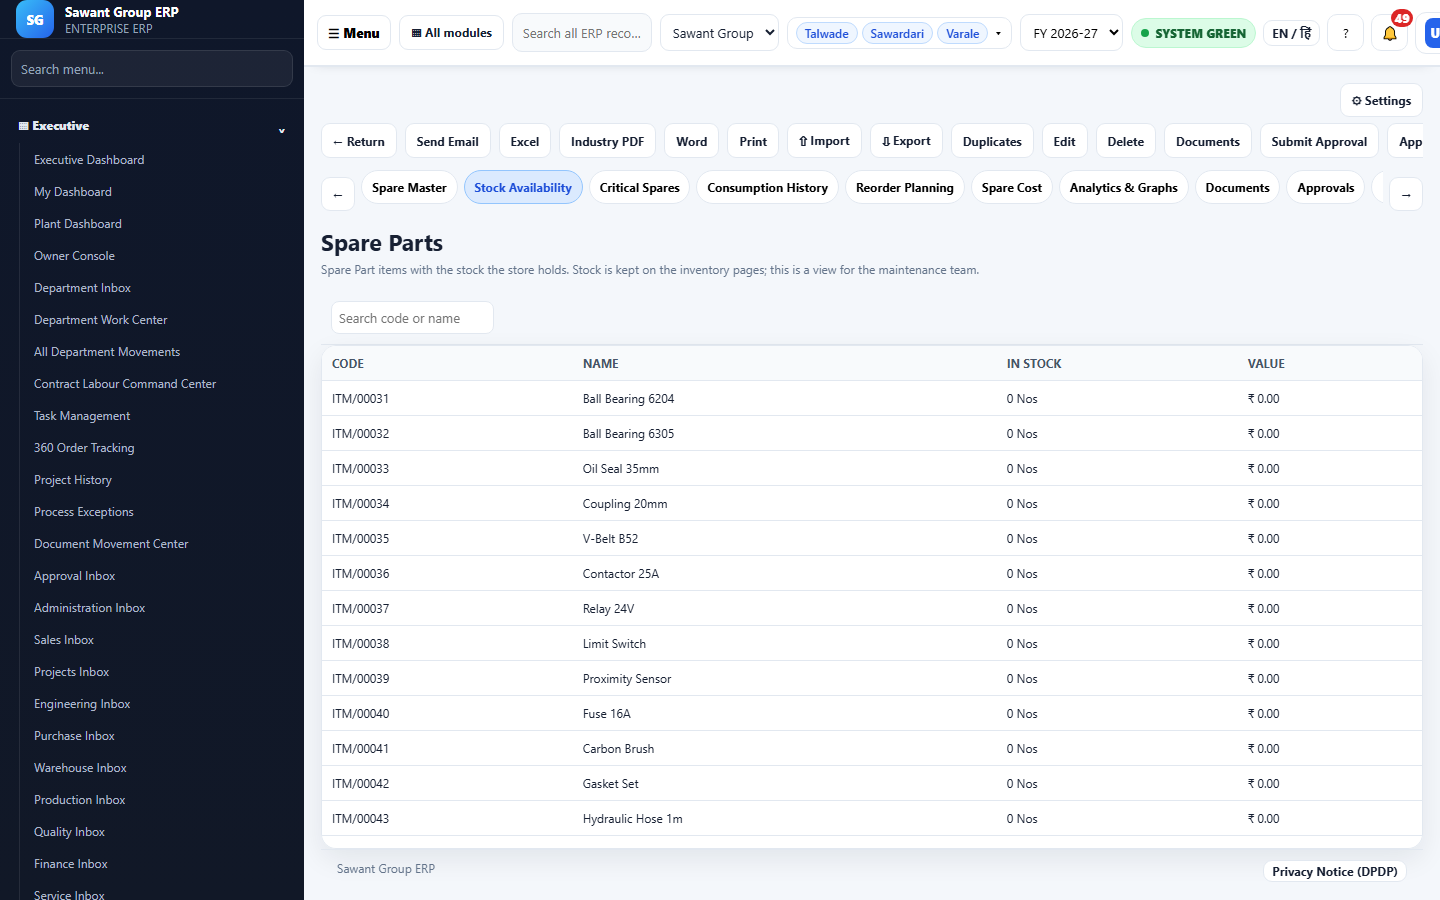 SG
Sawant Group ERP
ENTERPRISE ERP
Search menu...
Executive
Executive Dashboard
My Dashboard
Plant Dashboard
Owner Console
Department Inbox
Department Work Center
All Department Movements
Contract Labour Command Center
Task Management
360 Order Tracking
Project History
Process Exceptions
Document Movement Center
Approval Inbox
Administration Inbox
Sales Inbox
Projects Inbox
Engineering Inbox
Purchase Inbox
Warehouse Inbox
Production Inbox
Quality Inbox
Finance Inbox
Service Inbox
☰ Menu
All modules
Search all ERP reco...
Sawant Group
Talwade Sawardari Varale
FY 2026-27
SYSTEM GREEN
EN / हिं
?
49
U
⚙ Settings
← Return
Send Email
Excel
Industry PDF
Word
Print
⇧ Import
⇩ Export
Duplicates
Edit
Delete
Documents
Submit Approval
App
←
Spare Master
Stock Availability
Critical Spares
Consumption History
Reorder Planning
Spare Cost
Analytics & Graphs
Documents
Approvals
→
Spare Parts
Spare Part items with the stock the store holds. Stock is kept on the inventory pages; this is a view for the maintenance team.
Search code or name
CODE NAME IN STOCK VALUE
ITM/00031 Ball Bearing 6204 0 Nos ₹ 0.00
ITM/00032 Ball Bearing 6305 0 Nos ₹ 0.00
ITM/00033 Oil Seal 35mm 0 Nos ₹ 0.00
ITM/00034 Coupling 20mm 0 Nos ₹ 0.00
ITM/00035 V-Belt B52 0 Nos ₹ 0.00
ITM/00036 Contactor 25A 0 Nos ₹ 0.00
ITM/00037 Relay 24V 0 Nos ₹ 0.00
ITM/00038 Limit Switch 0 Nos ₹ 0.00
ITM/00039 Proximity Sensor 0 Nos ₹ 0.00
ITM/00040 Fuse 16A 0 Nos ₹ 0.00
ITM/00041 Carbon Brush 0 Nos ₹ 0.00
ITM/00042 Gasket Set 0 Nos ₹ 0.00
ITM/00043 Hydraulic Hose 1m 0 Nos ₹ 0.00
Sawant Group ERP
Privacy Notice (DPDP)